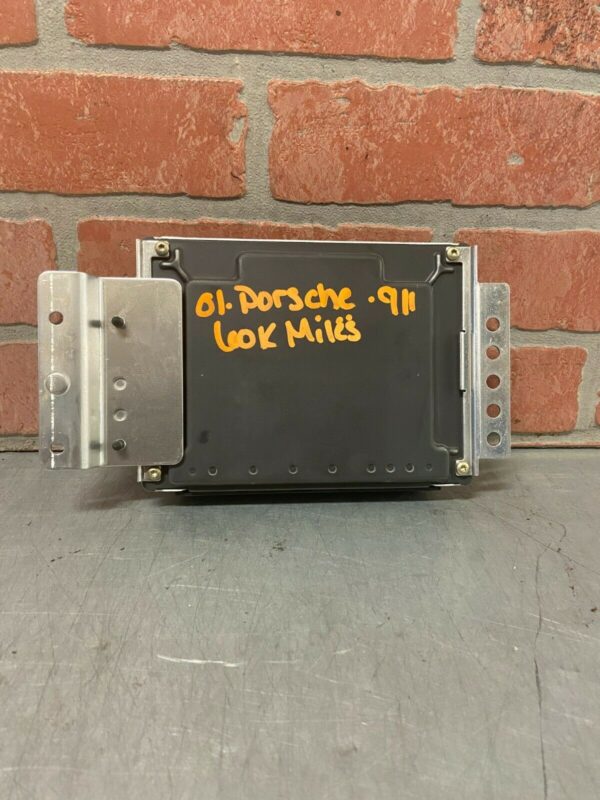 01. Porsche . 911
60K Miles